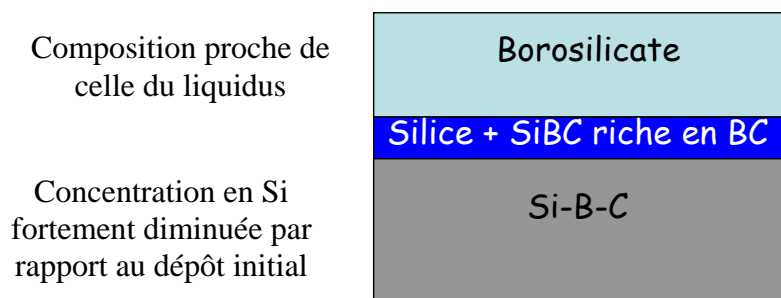 Composition proche de
celle du liquidus
Borosilicate
Silice + SiBC riche en BC
Concentration en Si
fortement diminuée par
rapport au dépôt initial
Si-B-C